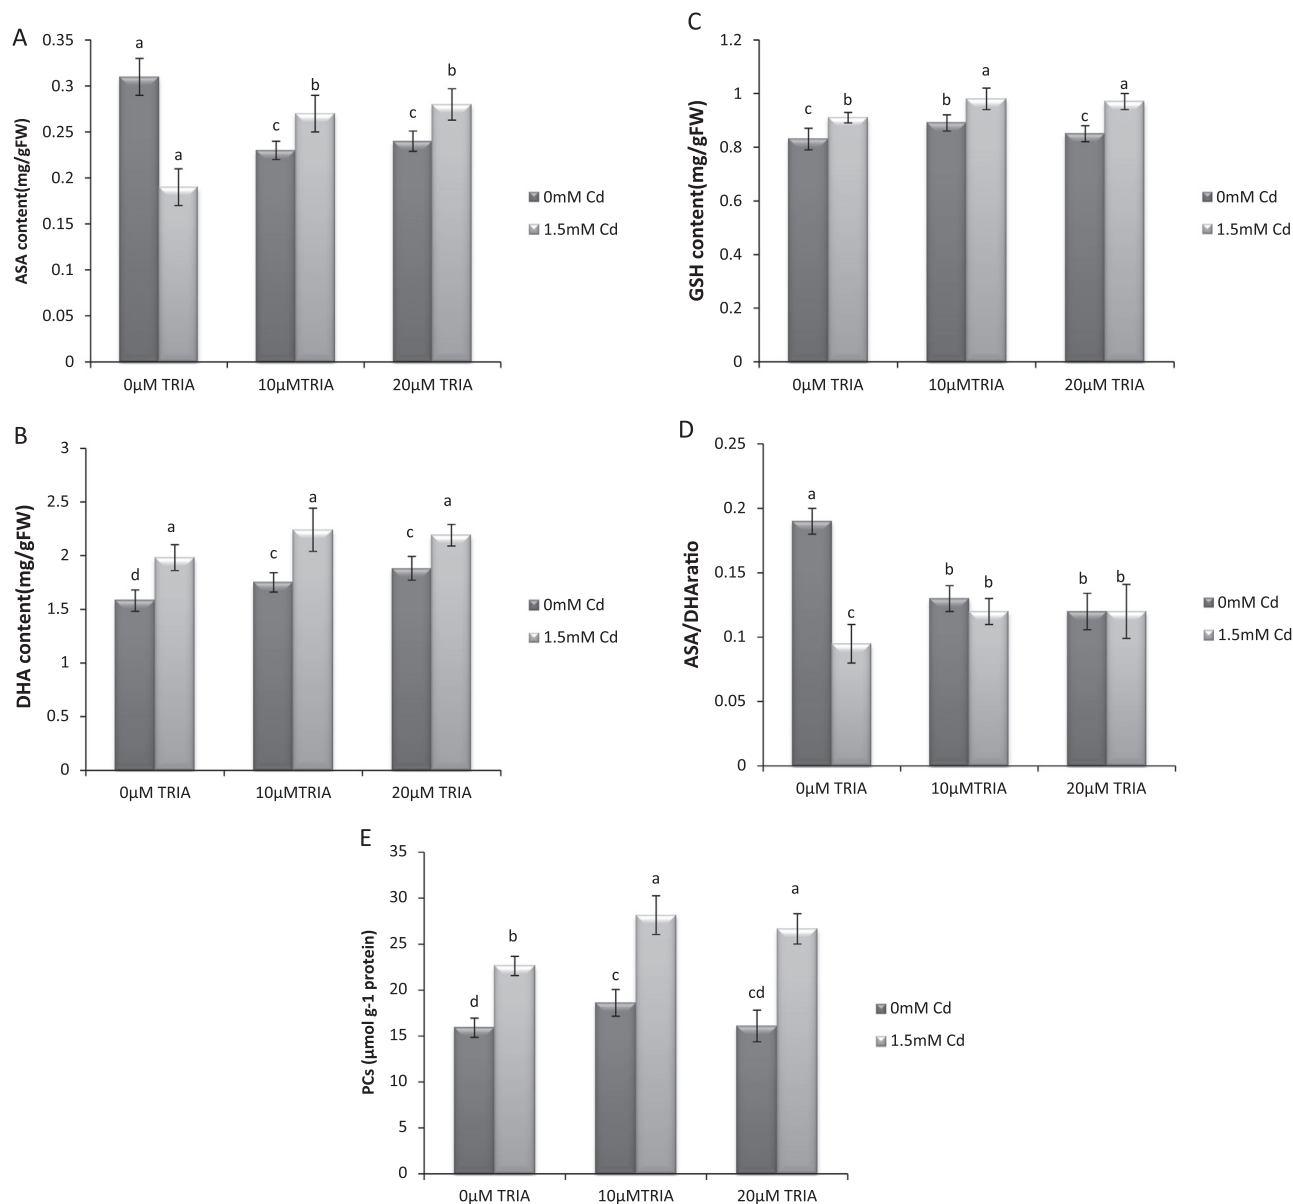 A
ASA content(mg/gFW)
0.35
0.3
0.25
0.2
0.15
0.1
0.05
0
a
a
c
b
c
b
0µM TRIA
10µMTRIA
20µM TRIA
0mM Cd
1.5mM Cd
C
GSH content(mg/gFW)
1.2
1
0.8
0.6
0.4
0.2
0
c
b
b
a
c
a
0µM TRIA
10µMTRIA
20µM TRIA
0mM Cd
1.5mM Cd
B
DHA content(mg/gFW)
3
2.5
2
1.5
1
0.5
0
d
a
c
a
c
a
0µM TRIA
10µMTRIA
20µM TRIA
0mM Cd
1.5mM Cd
D
ASA/DHAratio
0.25
0.2
0.15
0.1
0.05
0
a
c
b
b
b
b
0µM TRIA
10µMTRIA
20µM TRIA
0mM Cd
1.5mM Cd
E
PCs (µmol g-1 protein)
35
30
25
20
15
10
5
0
d
b
c
a
cd
a
0µM TRIA
10µMTRIA
20µM TRIA
0mM Cd
1.5mM Cd